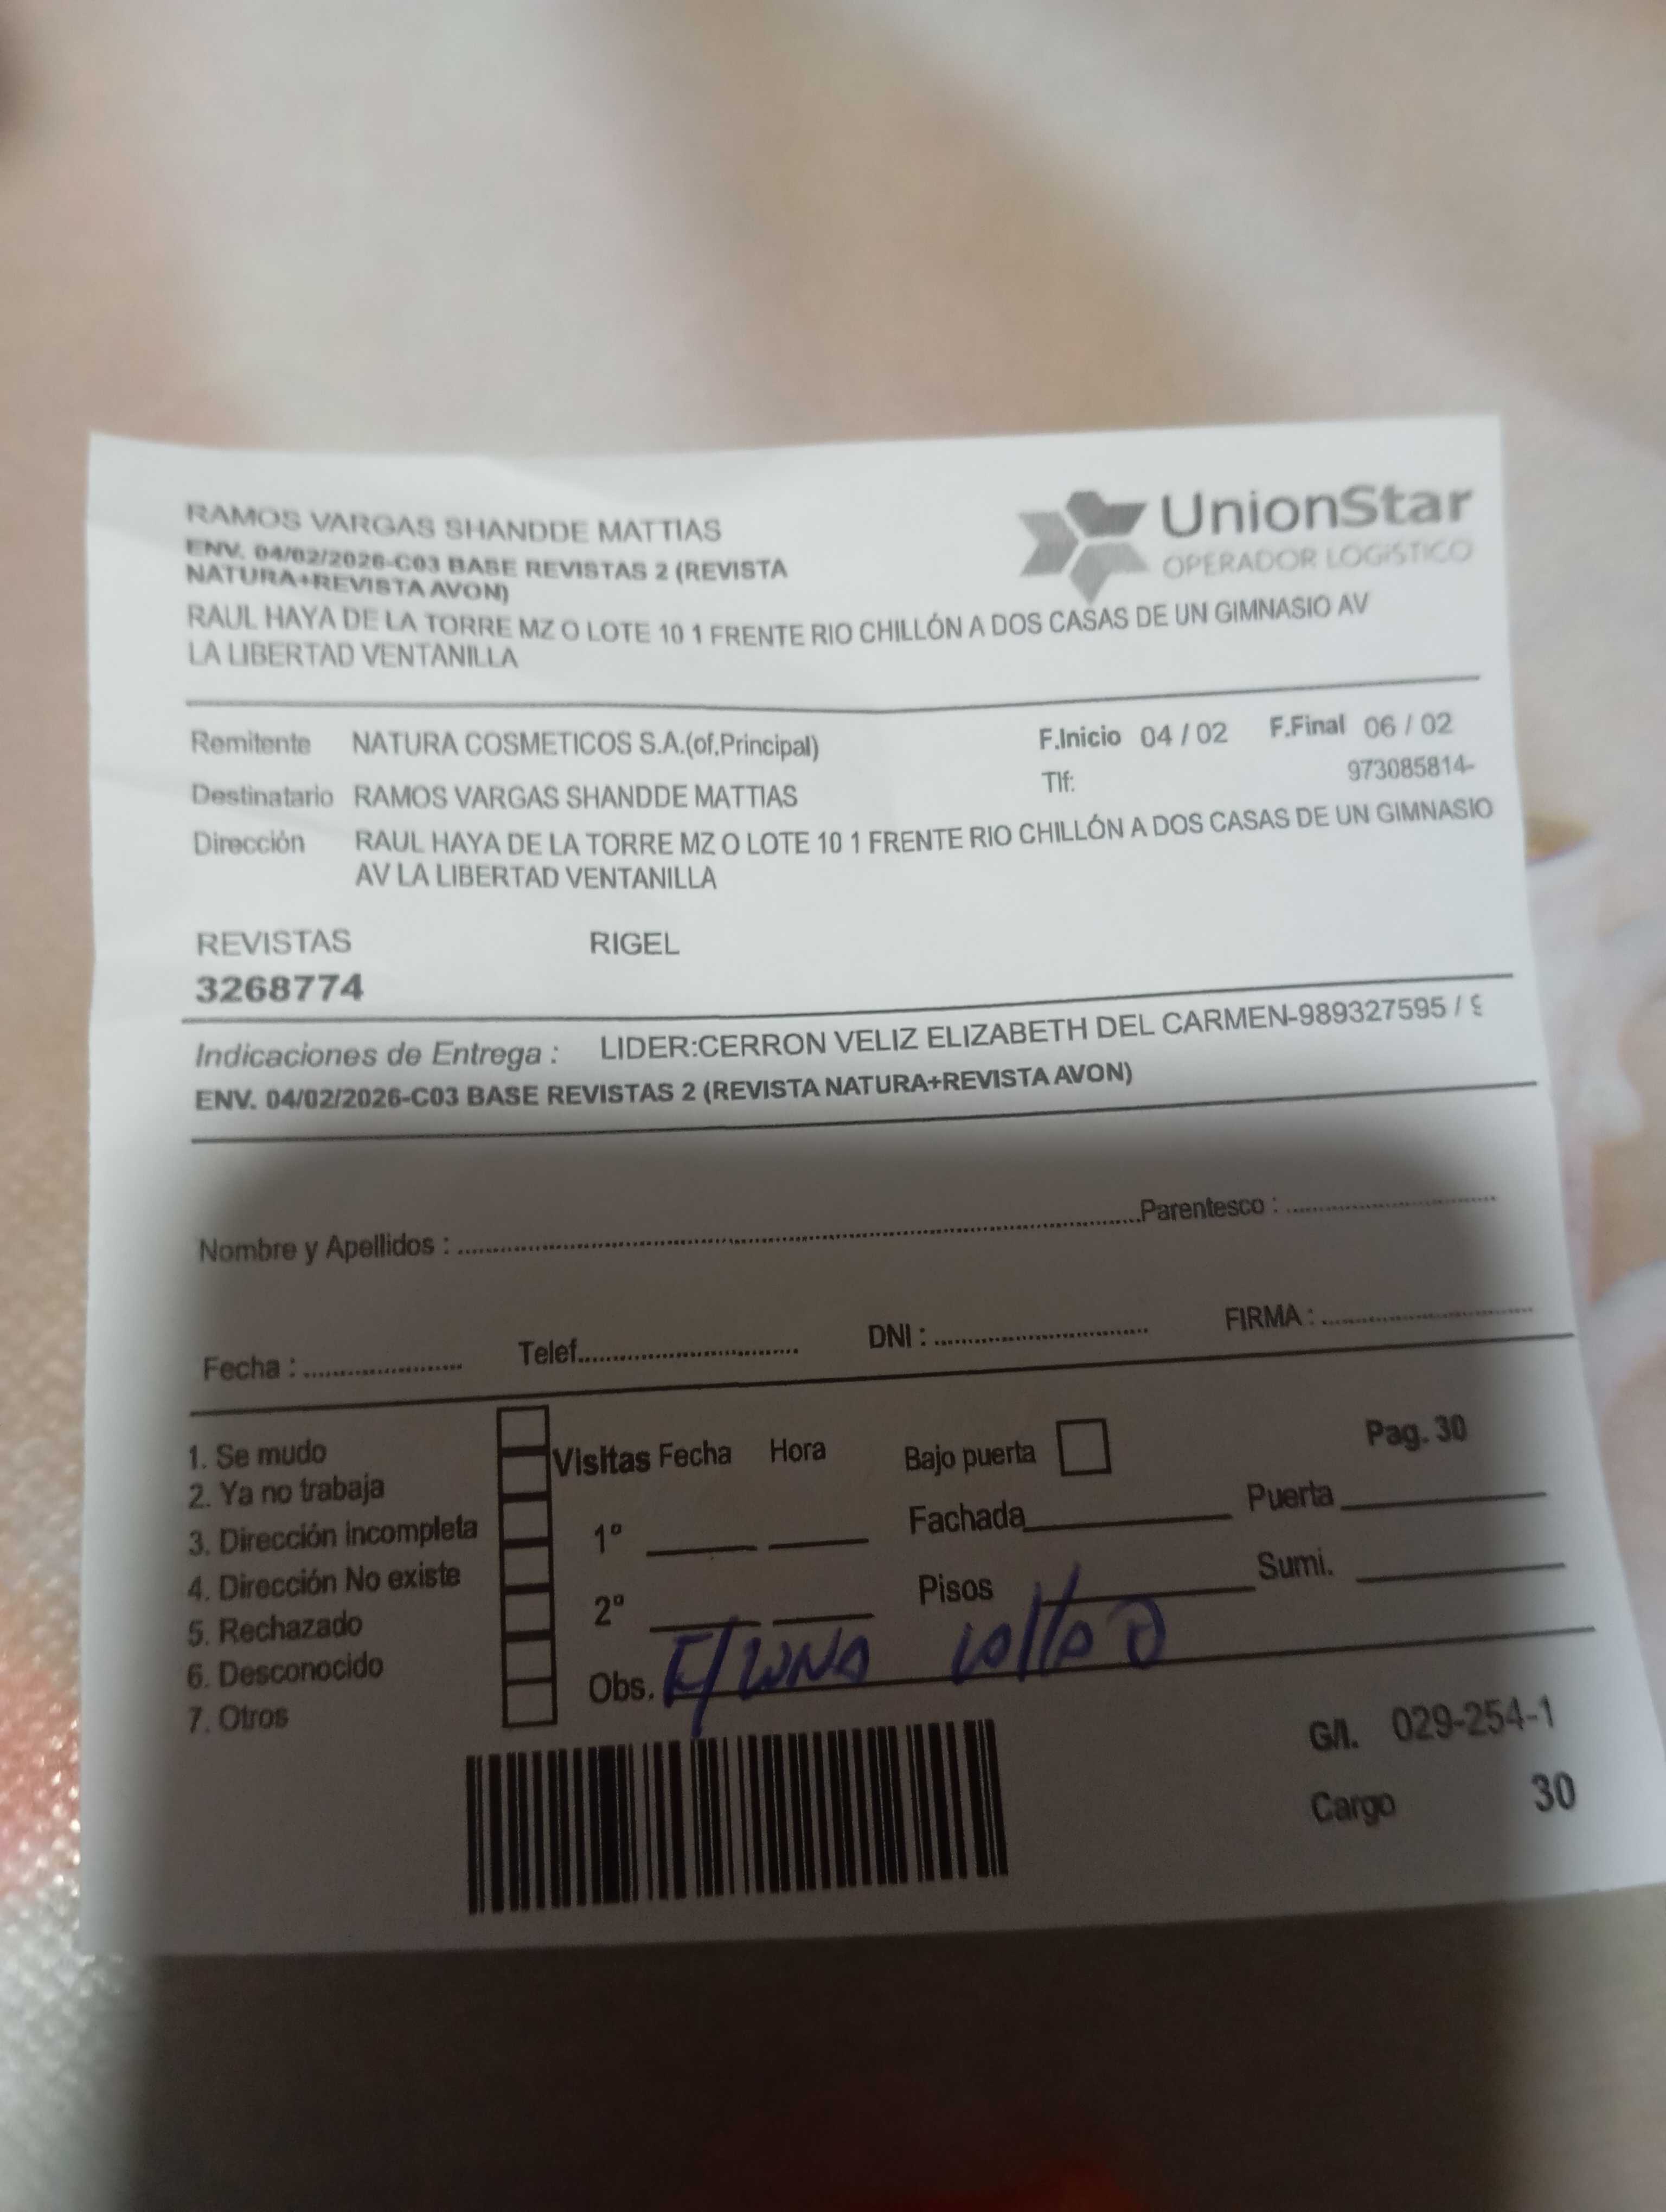 RAMOS VARGAS SHANDDE MATTIAS
ENV. 04/02/2026-C03 BASE REVISTAS 2 (REVISTA
NATURA+REVISTA AVON)
RAUL HAYA DE LA TORRE MZ O LOTE 10 1 FRENTE RIO CHILLÓN A DOS CASAS DE UN GIMNASIO AV
LA LIBERTAD VENTANILLA
UnionStar
OPERADOR LOGíSTICO
Remitente NATURA COSMETICOS S.A.(of.Principal) F.Inicio 04 / 02 F.Final 06 / 02
Destinatario RAMOS VARGAS SHANDDE MATTIAS Tlf: 973085814-
Dirección RAUL HAYA DE LA TORRE MZ O LOTE 10 1 FRENTE RIO CHILLÓN A DOS CASAS DE UN GIMNASIO
AV LA LIBERTAD VENTANILLA
REVISTAS RIGEL
3268774
Indicaciones de Entrega : LIDER:CERRON VELIZ ELIZABETH DEL CARMEN-989327595 /
ENV. 04/02/2026-C03 BASE REVISTAS 2 (REVISTA NATURA+REVISTA AVON)
Nombre y Apellidos : Parentesco :
Fecha : Telef. DNI : FIRMA :
1. Se mudo
2. Ya no trabaja
3. Dirección incompleta
4. Dirección No existe
5. Rechazado
6. Desconocido
7. Otros
Visitas Fecha Hora
1º
2º
Bajo puerta
Fachada Puerta
Pisos Sumi.
Obs.
Pag. 30
G/I. 029-254-1
Cargo 30